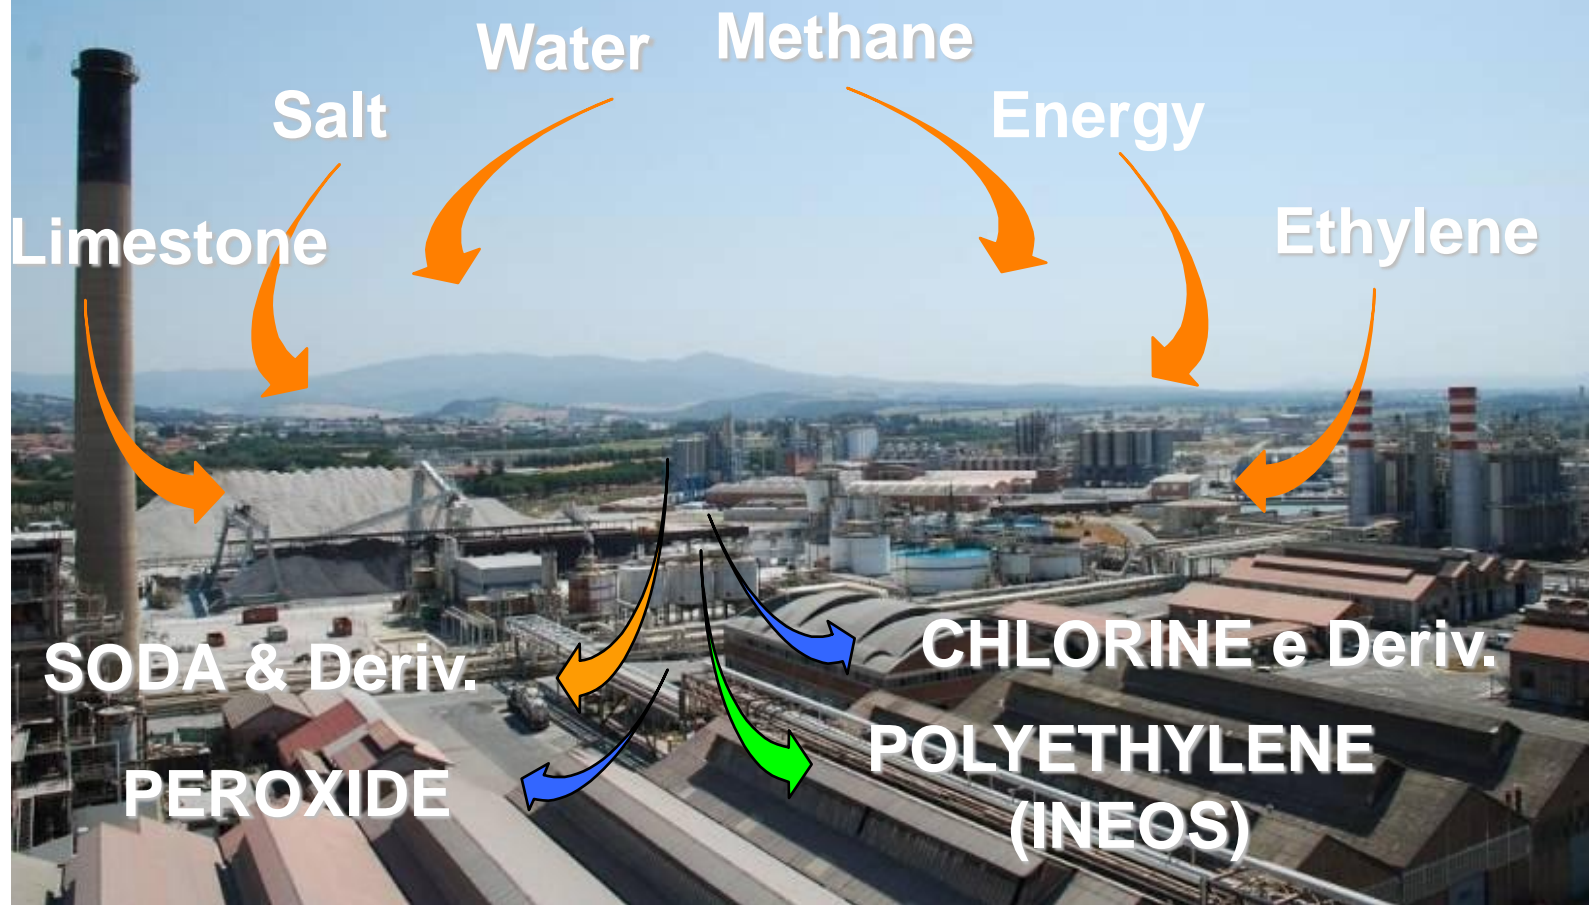 Water
Methane
Salt
Energy
Limestone
Ethylene
SODA & Deriv.
CHLORINE e Deriv.
PEROXIDE
POLYETHYLENE
(INEOS)